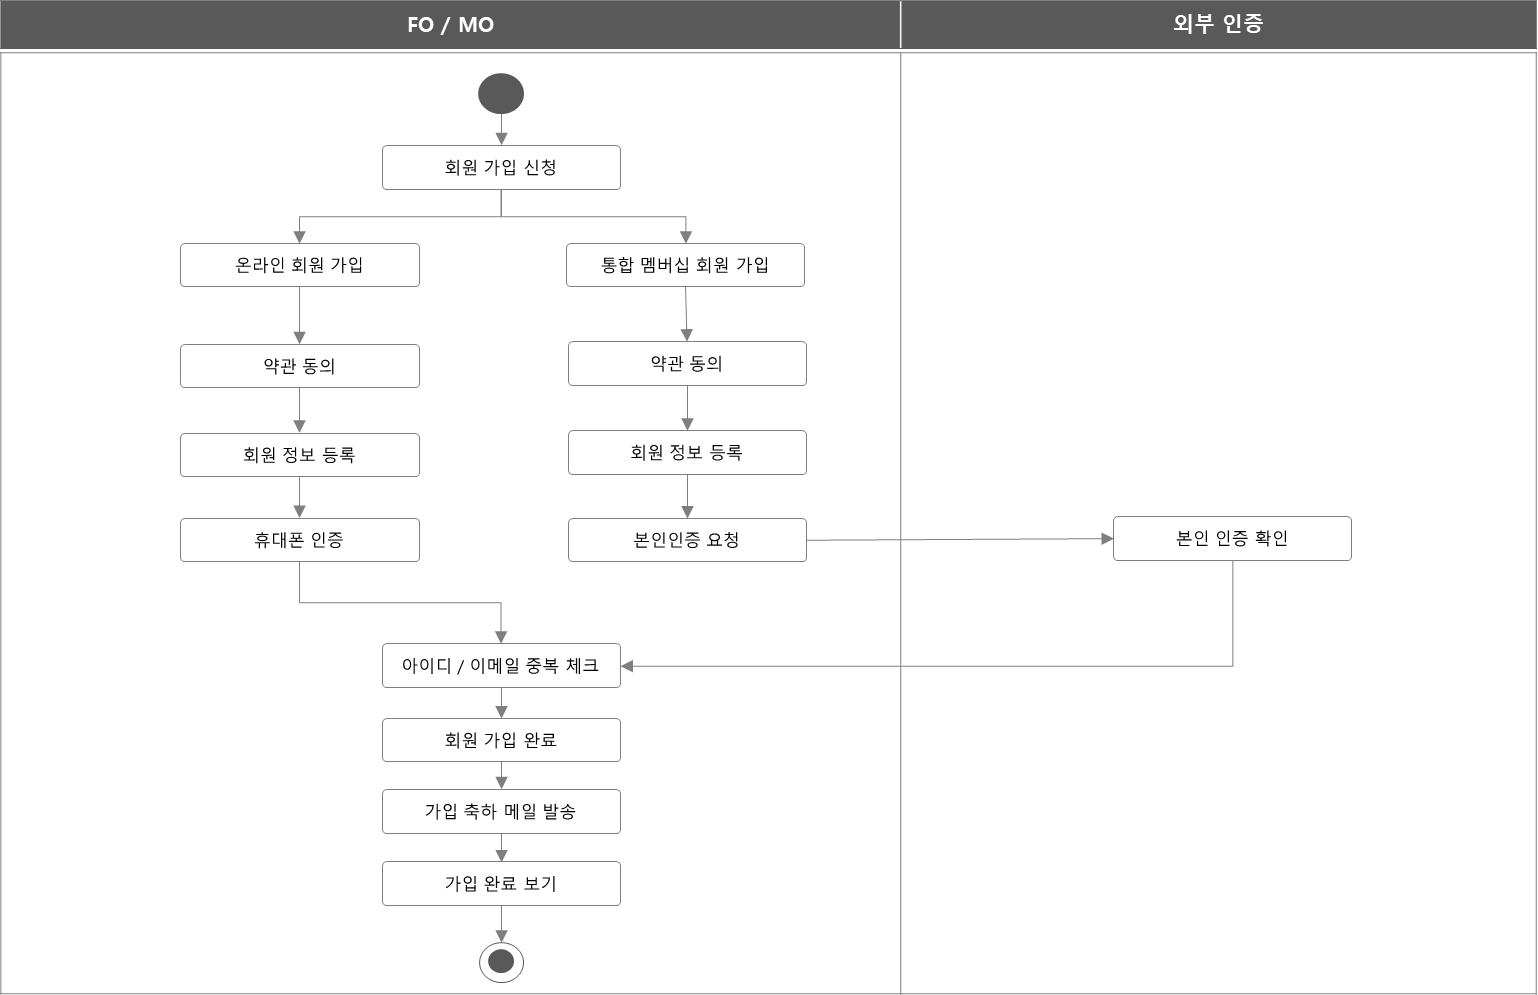 FO / MO
외부 인증
회원 가입 신청
온라인 회원 가입
통합 멤버십 회원 가입
약관 동의
약관 동의
회원 정보 등록
회원 정보 등록
휴대폰 인증
본인인증 요청
본인 인증 확인
아이디 / 이메일 중복 체크
회원 가입 완료
가입 축하 메일 발송
가입 완료 보기